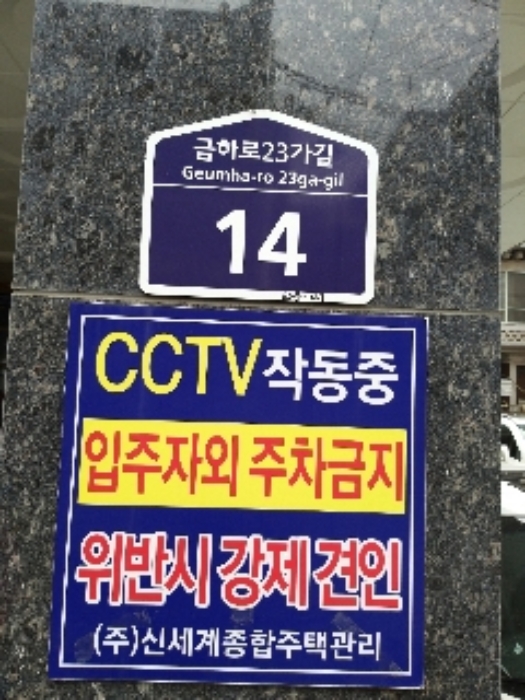 금하로23가길
Geumha-ro 23ga-gil
14
CCTV작동중
입주자외 주차금지
위반시 강제 견인
(주)신세계종합주택관리